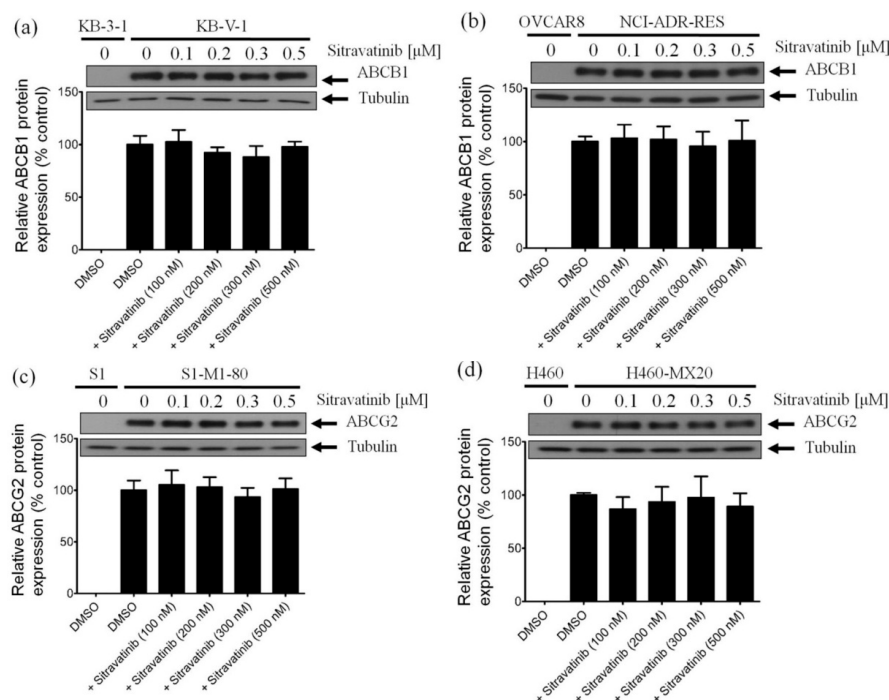 (a)
KB-3-1 KB-V-1
0 0 0.1 0.2 0.3 0.5 Sitravatinib [μM]
ABCB1
Tubulin
Relative ABCB1 protein
expression (% control)
150
100
50
0
DMSO
DMSO
+ Sitravatinib (100 nM)
+ Sitravatinib (200 nM)
+ Sitravatinib (300 nM)
+ Sitravatinib (500 nM)
(b)
OVCAR8 NCI-ADR-RES
0 0 0.1 0.2 0.3 0.5 Sitravatinib [μM]
ABCB1
Tubulin
Relative ABCB1 protein
expression (% control)
150
100
50
0
DMSO
DMSO
+ Sitravatinib (100 nM)
+ Sitravatinib (200 nM)
+ Sitravatinib (300 nM)
+ Sitravatinib (500 nM)
(c)
S1 S1-M1-80
0 0 0.1 0.2 0.3 0.5 Sitravatinib [μM]
ABCG2
Tubulin
Relative ABCG2 protein
expression (% control)
150
100
50
0
DMSO
DMSO
+ Sitravatinib (100 nM)
+ Sitravatinib (200 nM)
+ Sitravatinib (300 nM)
+ Sitravatinib (500 nM)
(d)
H460 H460-MX20
0 0 0.1 0.2 0.3 0.5 Sitravatinib [μM]
ABCG2
Tubulin
Relative ABCG2 protein
expression (% control)
150
100
50
0
DMSO
DMSO
+ Sitravatinib (100 nM)
+ Sitravatinib (200 nM)
+ Sitravatinib (300 nM)
+ Sitravatinib (500 nM)